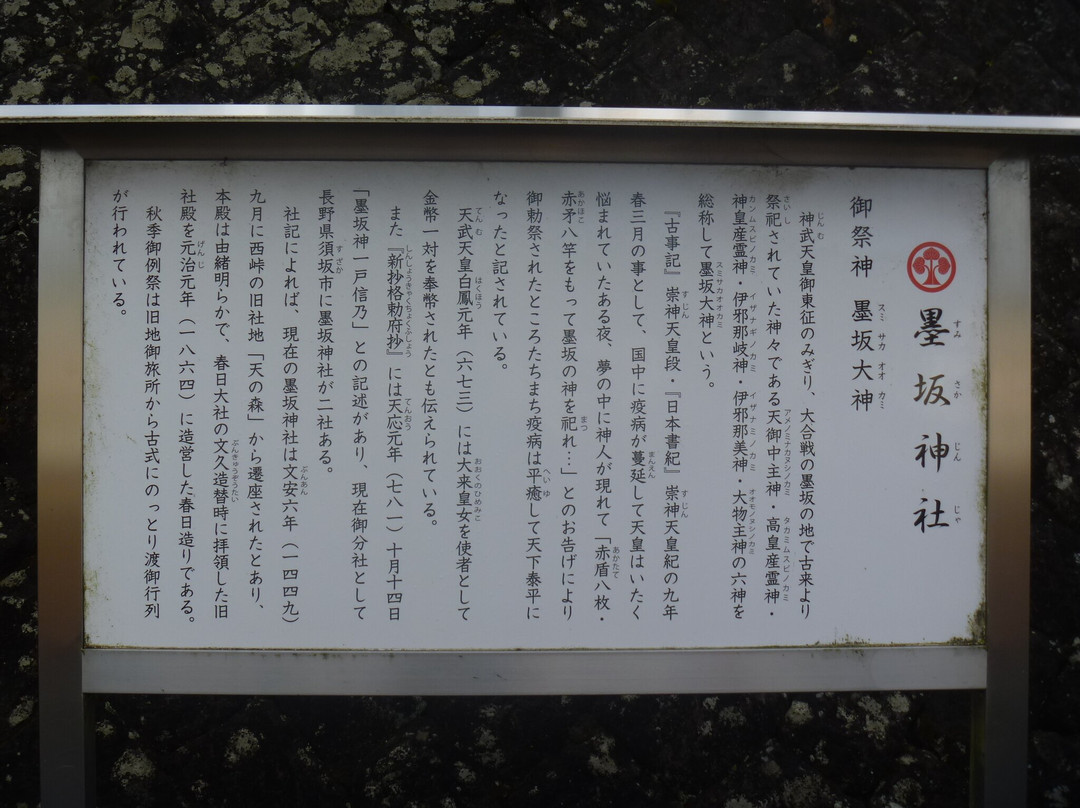 墨坂神社
御祭神 墨坂大神
神武天皇御東征のみぎり、大合戦の墨坂の地で古来より
祭祀されていた神々である天御中主神・高皇産霊神・
神皇産霊神・伊邪那岐神・伊邪那美神・大物主神の六神を
総称して墨坂大神という。
『古事記』崇神天皇段・『日本書紀』崇神天皇紀の九年
春三月の事として、国中に疫病が蔓延して天皇はいたく
悩まれていたある夜、夢の中に神人が現れて「赤盾八枚・
赤矛八竿をもって墨坂の神を祀れ…」とのお告げにより
御勅祭されたところたちまち疫病は平癒して天下泰平に
なったと記されている。
天武天皇白鳳元年（六七三）には大来皇女を使者として
金幣一対を奉幣されたとも伝えられている。
また『新抄格勅府抄』には天応元年（七八一）十月十四日
「墨坂神一戸信乃」との記述があり、現在御分社として
長野県須坂市に墨坂神社が二社ある。
社記によれば、現在の墨坂神社は文安六年（一四四九）
九月に西峠の旧社地「天の森」から遷座されたとあり、
本殿は由緒明らかで、春日大社の文久造替時に拝領した旧
社殿を元治元年（一八六四）に造営した春日造りである。
秋季御例祭は旧地御旅所から古式にのっとり渡御行列
が行われている。